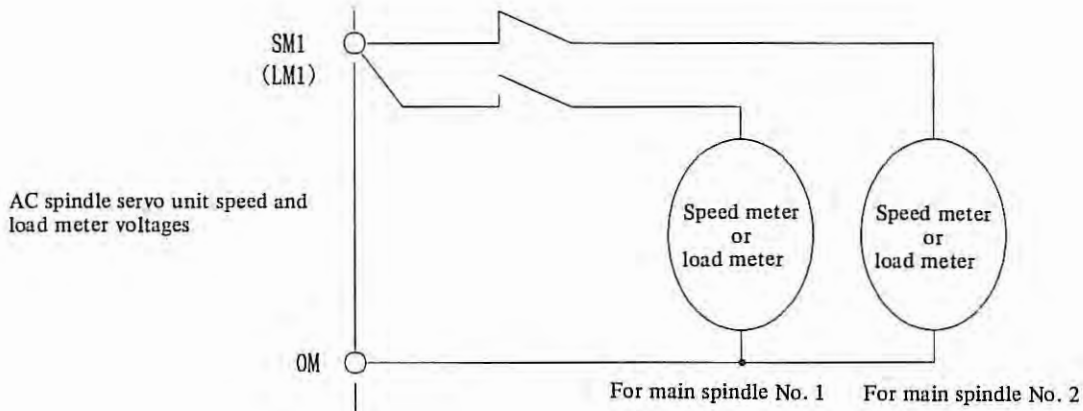 SM1
(LM1)
AC spindle servo unit speed and
load meter voltages
Speed meter
or
load meter
Speed meter
or
load meter
OM
For main spindle No. 1
For main spindle No. 2